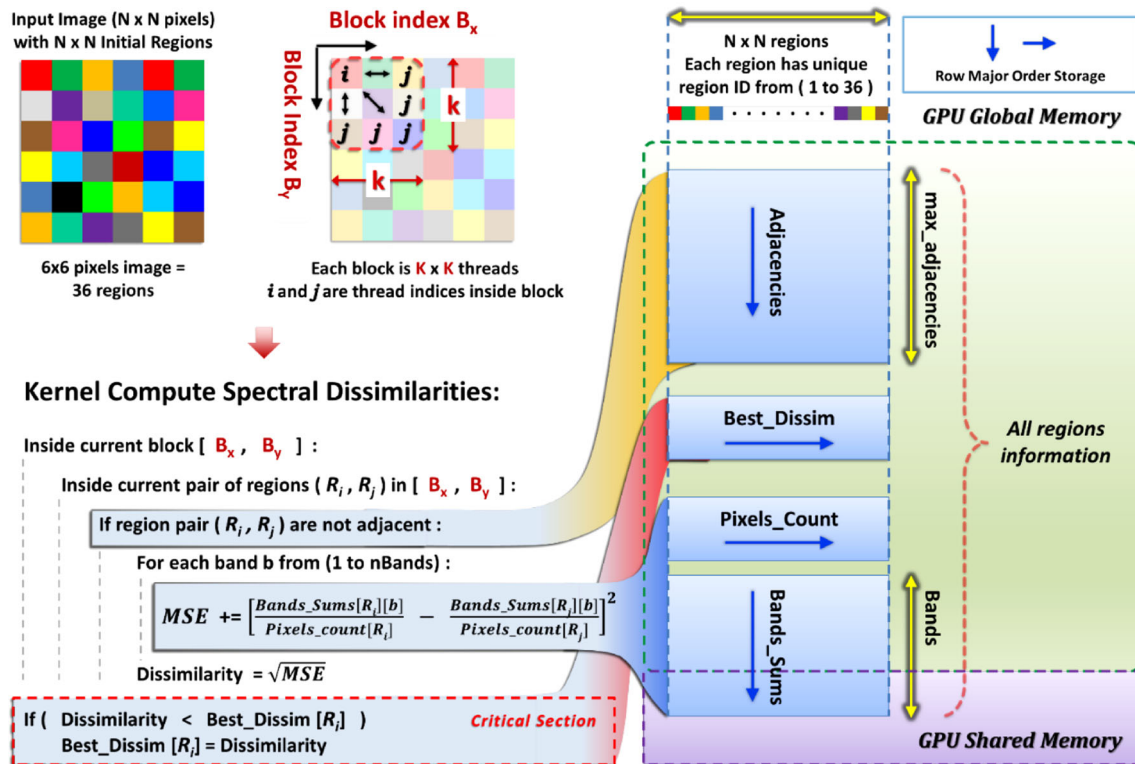 Input Image (N x N pixels)
with N x N Initial Regions
6x6 pixels image =
36 regions
Block index Bx
Block Index BY
i j
j
j j j
k
k
Each block is K x K threads
i and j are thread indices inside block
N x N regions
Each region has unique
region ID from ( 1 to 36 )
Row Major Order Storage
GPU Global Memory
Adjacencies
max_adjacencies
Best_Dissim
Pixels_Count
Bands_Sums
Bands
All regions
information
GPU Shared Memory
Kernel Compute Spectral Dissimilarities:
Inside current block [ Bx , By ] :
Inside current pair of regions ( Ri , Rj ) in [ Bx , By ] :
If region pair ( Ri , Rj ) are not adjacent :
For each band b from (1 to nBands) :
MSE += [Bands_Sums[Ri][b] / Pixels_count[Ri] − Bands_Sums[Rj][b] / Pixels_count[Rj]]²
Dissimilarity = √MSE
If ( Dissimilarity < Best_Dissim [Ri] )
Critical Section
Best_Dissim [Ri] = Dissimilarity